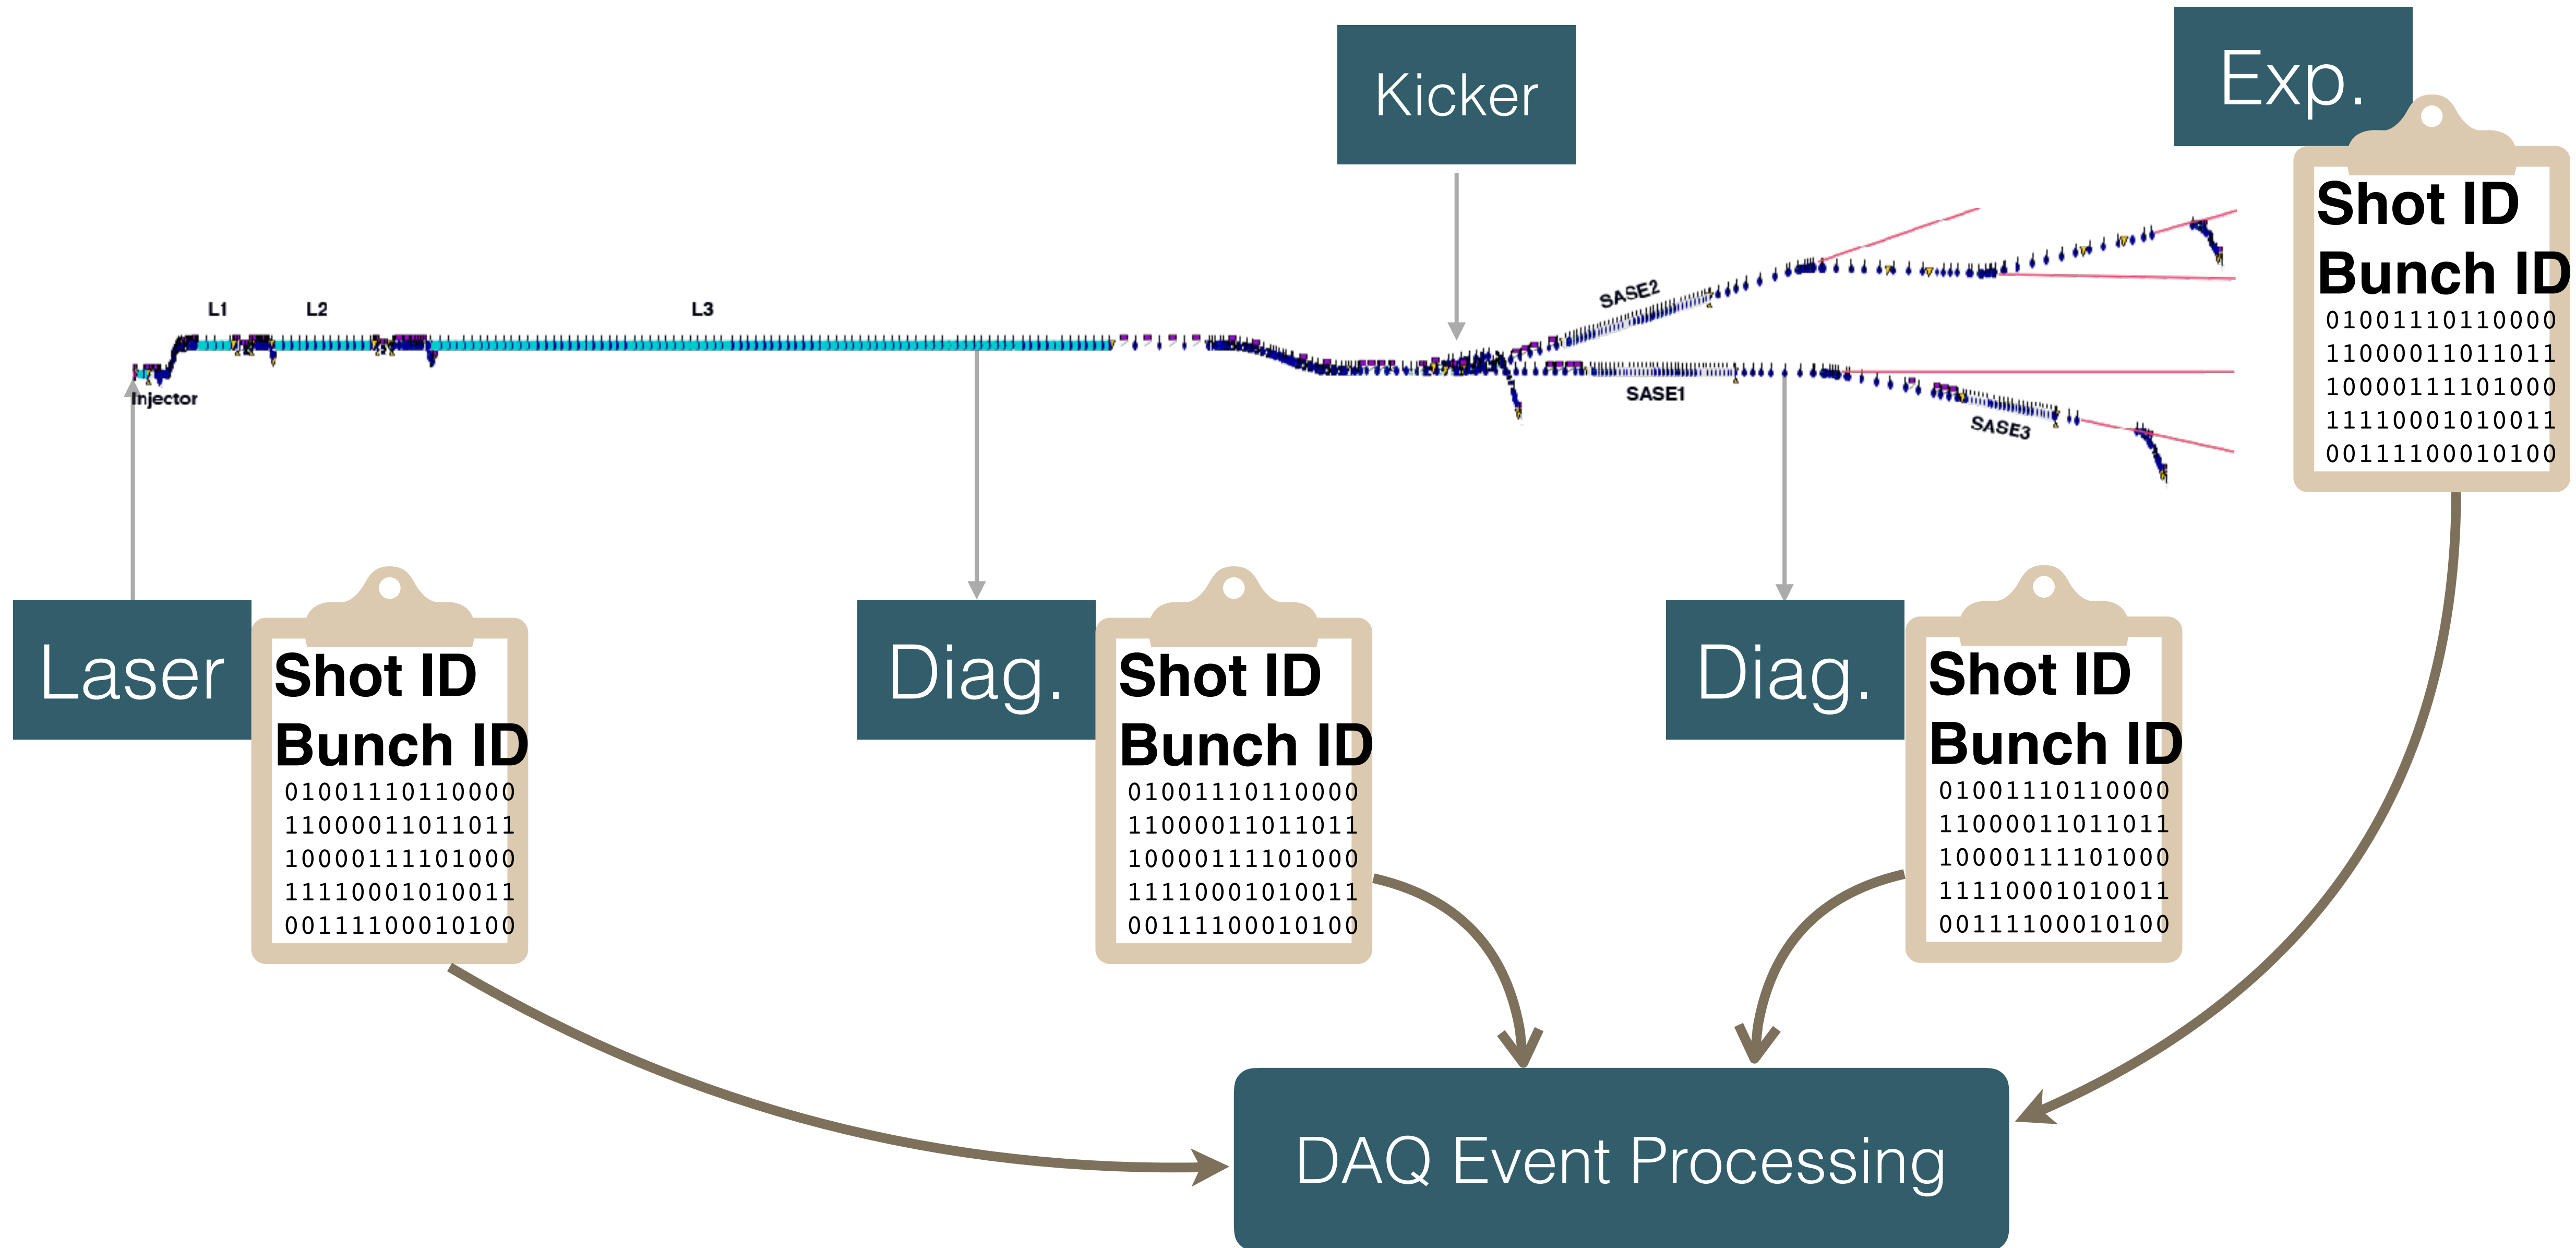 Kicker
Exp.
Shot ID
Bunch ID
01001110110000
11000011011011
10000111101000
11110001010011
00111100010100
L1
L2
L3
Injector
SASE2
SASE1
SASE3
Laser
Shot ID
Bunch ID
01001110110000
11000011011011
10000111101000
11110001010011
00111100010100
Diag.
Shot ID
Bunch ID
01001110110000
11000011011011
10000111101000
11110001010011
00111100010100
Diag.
Shot ID
Bunch ID
01001110110000
11000011011011
10000111101000
11110001010011
00111100010100
DAQ Event Processing